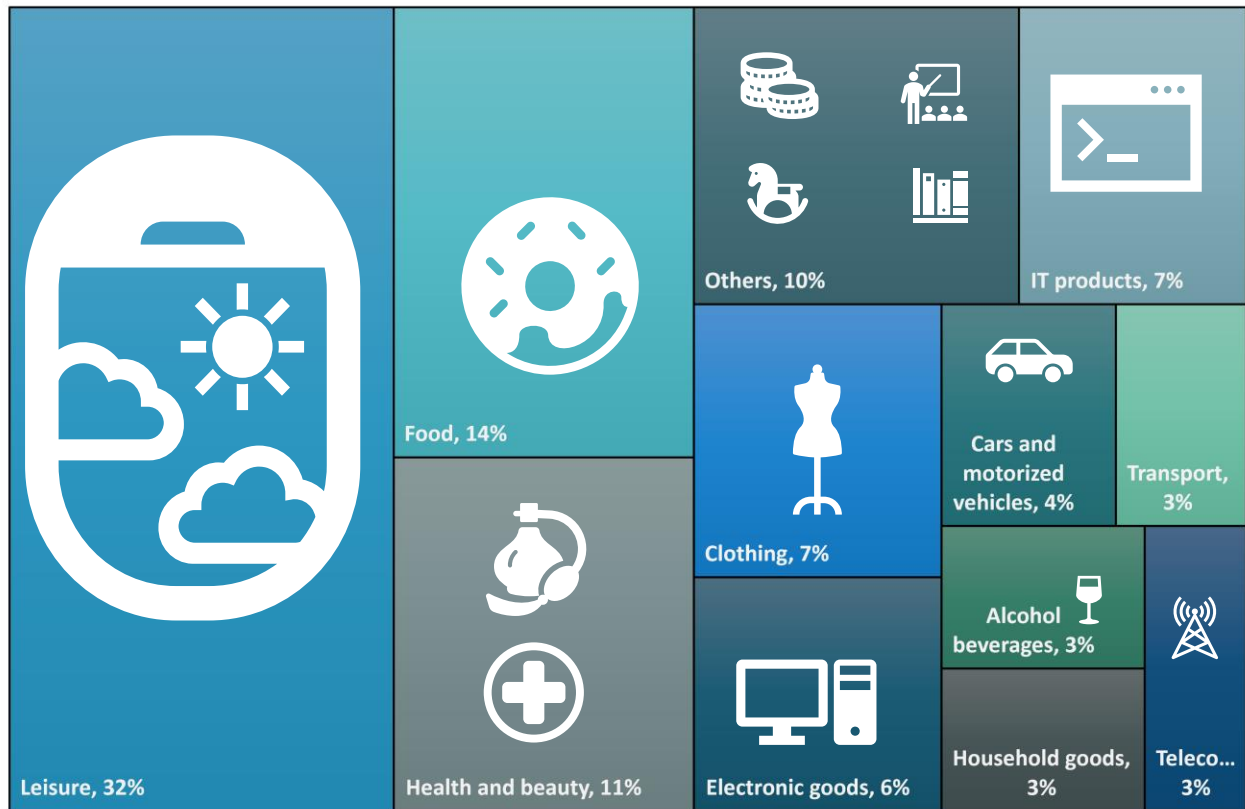 Leisure, 32%
Food, 14%
Health and beauty, 11%
Others, 10%
IT products, 7%
Clothing, 7%
Cars and
motorized
vehicles, 4%
Transport,
3%
Electronic goods, 6%
Alcohol
beverages, 3%
Household goods,
3%
Teleco...
3%